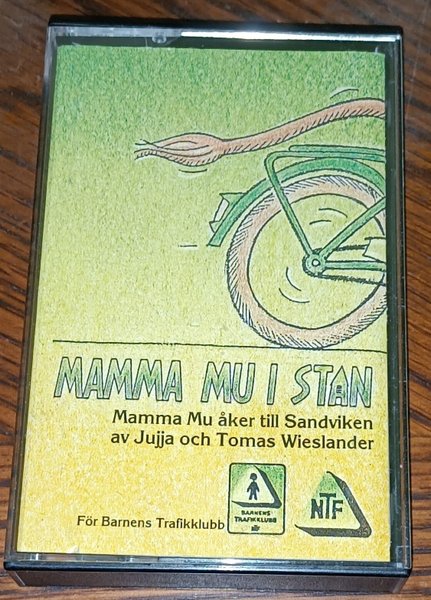 MAMMA MU I STAN
Mamma Mu åker till Sandviken
av Jujja och Tomas Wieslander
För Barnens Trafikklubb
BARNENS
TRAFIKKLUBB
NTF